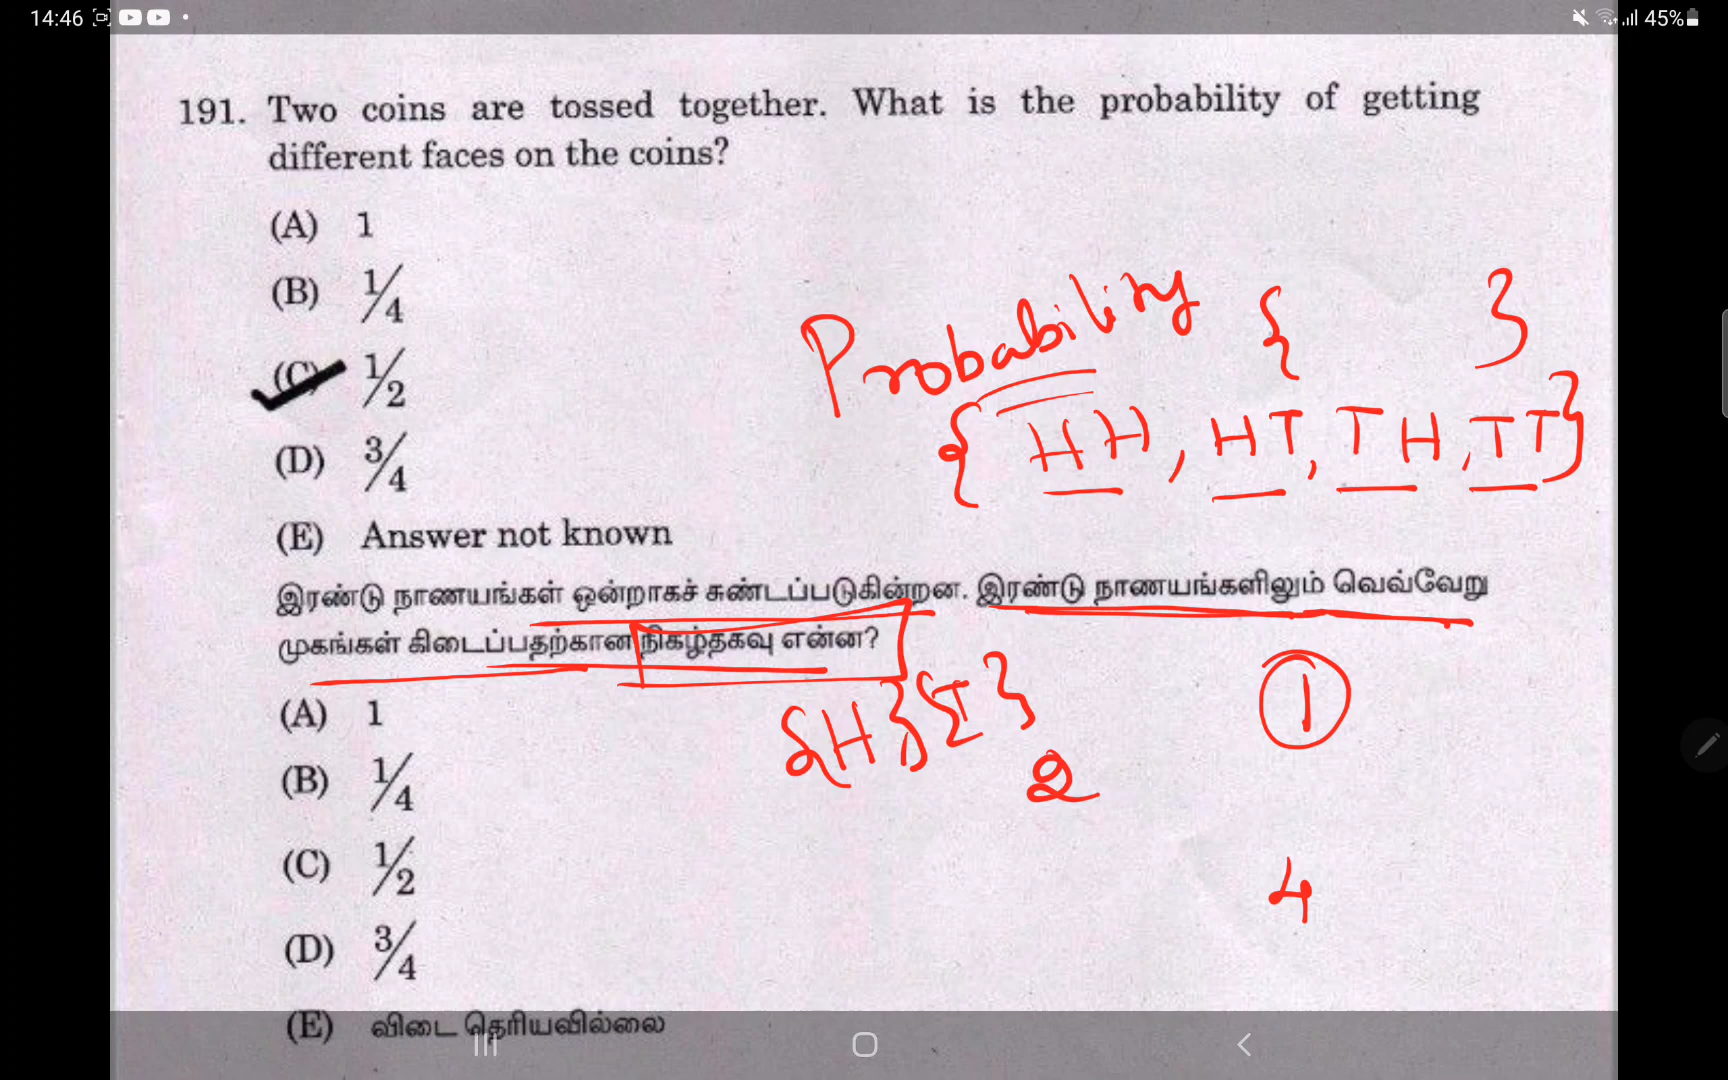 14:46
45%
191. Two coins are tossed together. What is the probability of getting
different faces on the coins?
(A) 1
(B) 1/4
(C) 1/2
(D) 3/4
(E) Answer not known
Probability { }
{ HH, HT, TH, TT }
இரண்டு நாணயங்கள் ஒன்றாகச் சுண்டப்படுகின்றன. இரண்டு நாணயங்களிலும் வெவ்வேறு
முகங்கள் கிடைப்பதற்கான நிகழ்தகவு என்ன?
{H} {T}
2
1
4
(A) 1
(B) 1/4
(C) 1/2
(D) 3/4
(E) விடை தெரியவில்லை